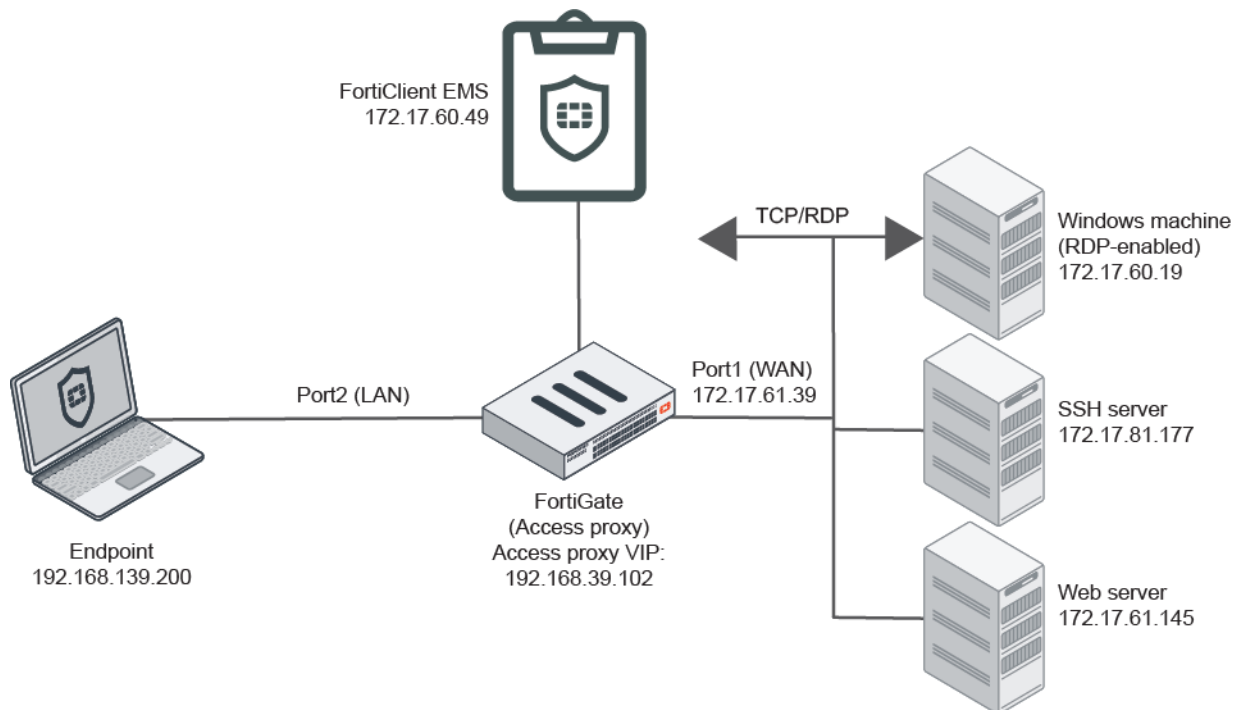 FortiClient EMS
172.17.60.49
TCP/RDP
Windows machine
(RDP-enabled)
172.17.60.19
Port2 (LAN)
Port1 (WAN)
172.17.61.39
SSH server
172.17.81.177
Endpoint
192.168.139.200
FortiGate
(Access proxy)
Access proxy VIP:
192.168.39.102
Web server
172.17.61.145